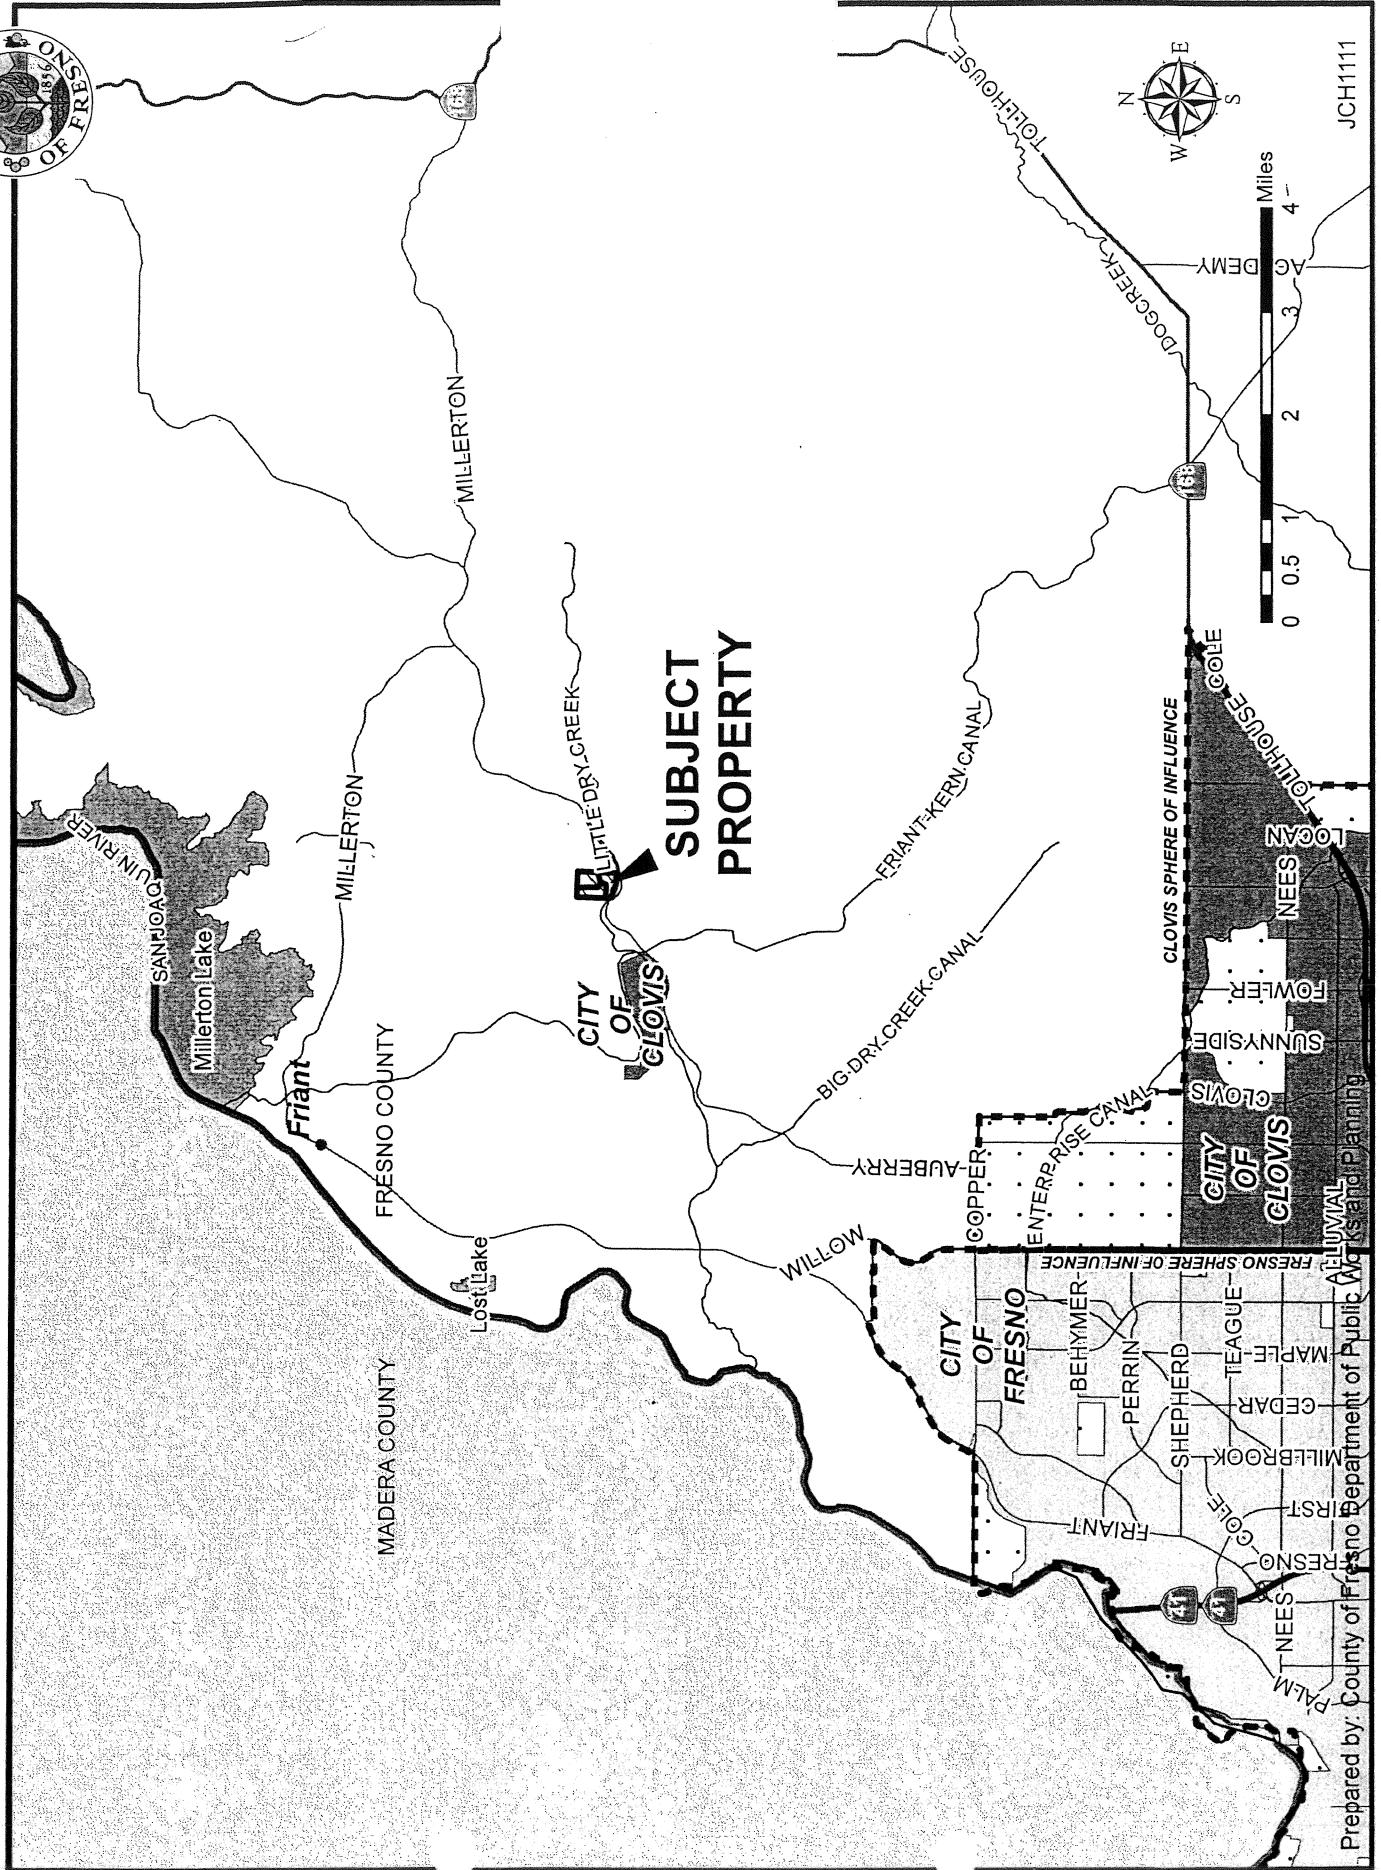 OF FRESNO
1856
MADERA COUNTY
FRESNO COUNTY
SAN JOAQUIN RIVER
Millerton Lake
Friant
Lost Lake
MILLERTON
MILLERTON
168
LITTLE DRY CREEK
SUBJECT
PROPERTY
CITY
OF
CLOVIS
WILLOW
AUBERRY
BIG DRY CREEK CANAL
FRIANT-KERN CANAL
TOLLHOUSE
TOLLHOUSE
DOGCREEK
ACADEMY
168
COPPER
ENTERPRISE CANAL
CITY
OF
FRESNO
BEHYMER
PERRIN
SHEPHERD
TEAGUE
FRESNO SPHERE OF INFLUENCE
CLOVIS SPHERE OF INFLUENCE
CITY
OF
CLOVIS
CLOVIS
SUNNYSIDE
FOWLER
NEES
LOCAN
TOLLHOUSE
COLE
FRIANT
41
41
COLE
NEES
PALM
FRESNO
FIRST
MILLBROOK
CEDAR
MAPLE
ALLUVIAL
N
E
S
W
0 0.5 1 2 3 4
Miles
Prepared by: County of Fresno Department of Public Works and Planning
JCH1111